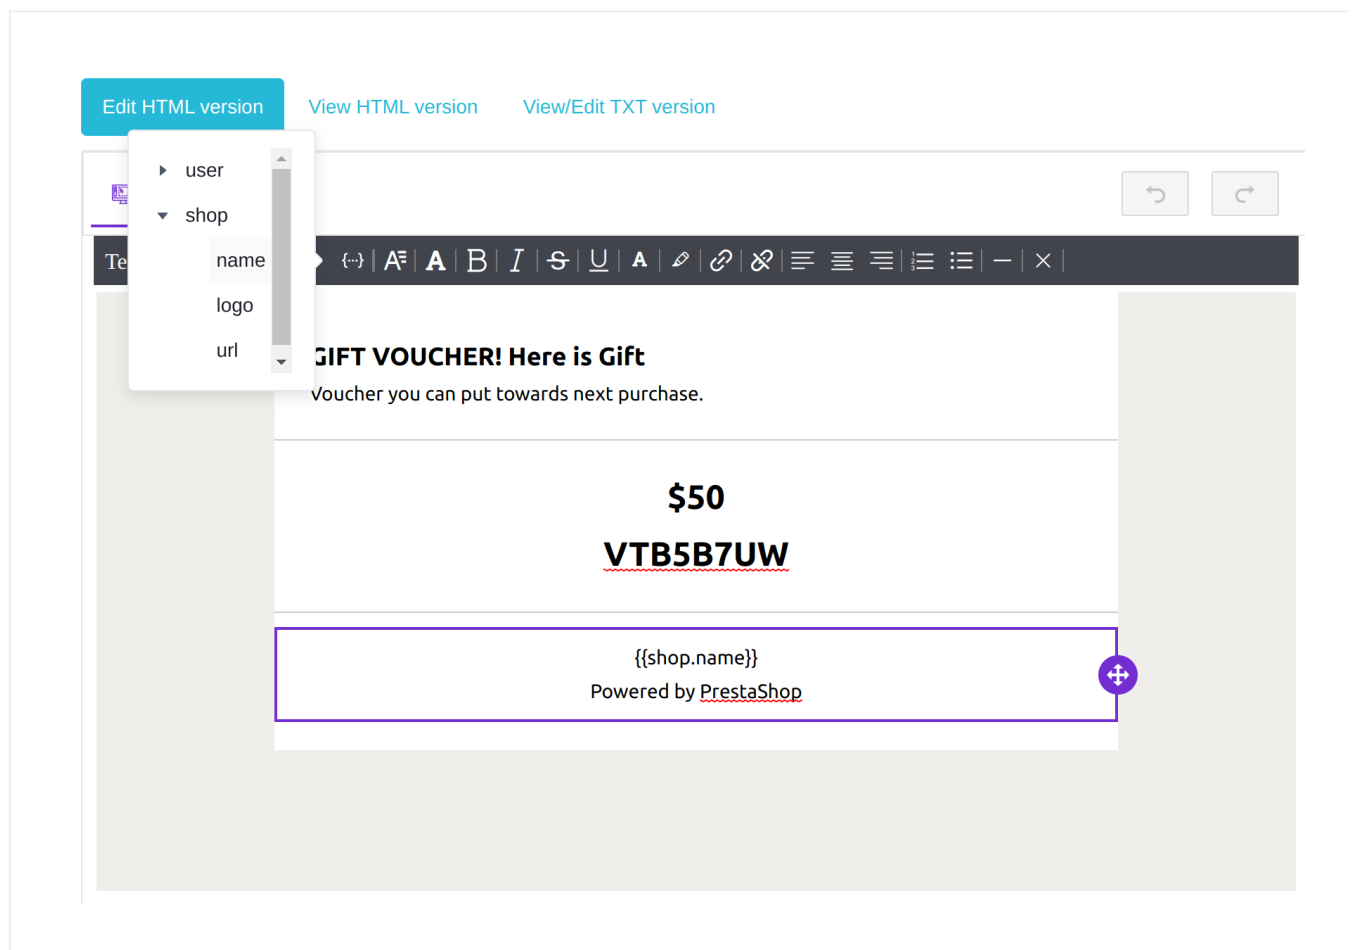 Edit HTML version View HTML version View/Edit TXT version
user
shop
name
logo
url
Te
GIFT VOUCHER! Here is Gift
Voucher you can put towards next purchase.
$50
VTB5B7UW
{{shop.name}}
Powered by PrestaShop